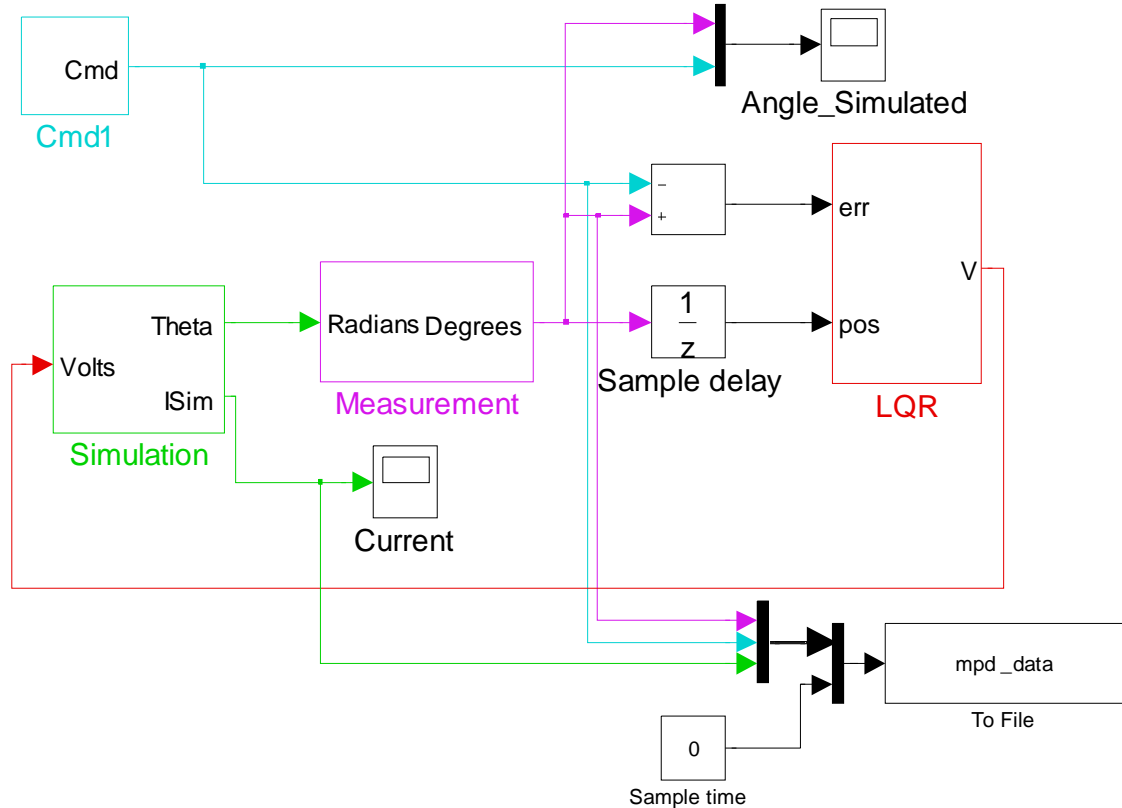 Cmd
Cmd1
Angle_Simulated
−
+
err
V
pos
LQR
1
z
Sample delay
Radians Degrees
Measurement
Theta
Volts
ISim
Simulation
Current
mpd _data
To File
0
Sample time